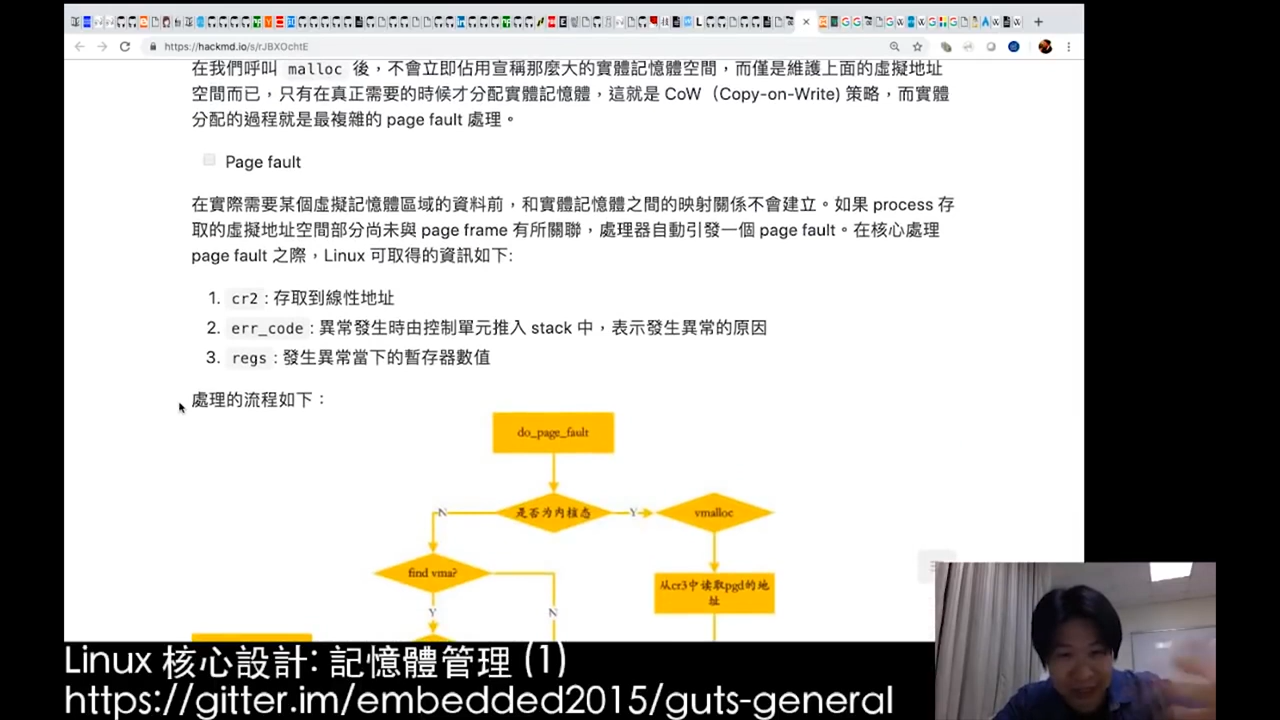 https://hackmd.io/s/rJBXOchtE
在我們呼叫 malloc 後，不會立即佔用宣稱那麼大的實體記憶體空間，而僅是維護上面的虛擬地址
空間而已，只有在真正需要的時候才分配實體記憶體，這就是 CoW（Copy-on-Write) 策略，而實體
分配的過程就是最複雜的 page fault 處理。
Page fault
在實際需要某個虛擬記憶體區域的資料前，和實體記憶體之間的映射關係不會建立。如果 process 存
取的虛擬地址空間部分尚未與 page frame 有所關聯，處理器自動引發一個 page fault。在核心處理
page fault 之際，Linux 可取得的資訊如下:
1. cr2 : 存取到線性地址
2. err_code : 異常發生時由控制單元推入 stack 中，表示發生異常的原因
3. regs : 發生異常當下的暫存器數值
處理的流程如下：
do_page_fault
N
是否为内核态
Y
vmalloc
find vma?
从cr3中读取pgd的地
址
Y
N
Linux 核心設計: 記憶體管理 (1)
https://gitter.im/embedded2015/guts-general